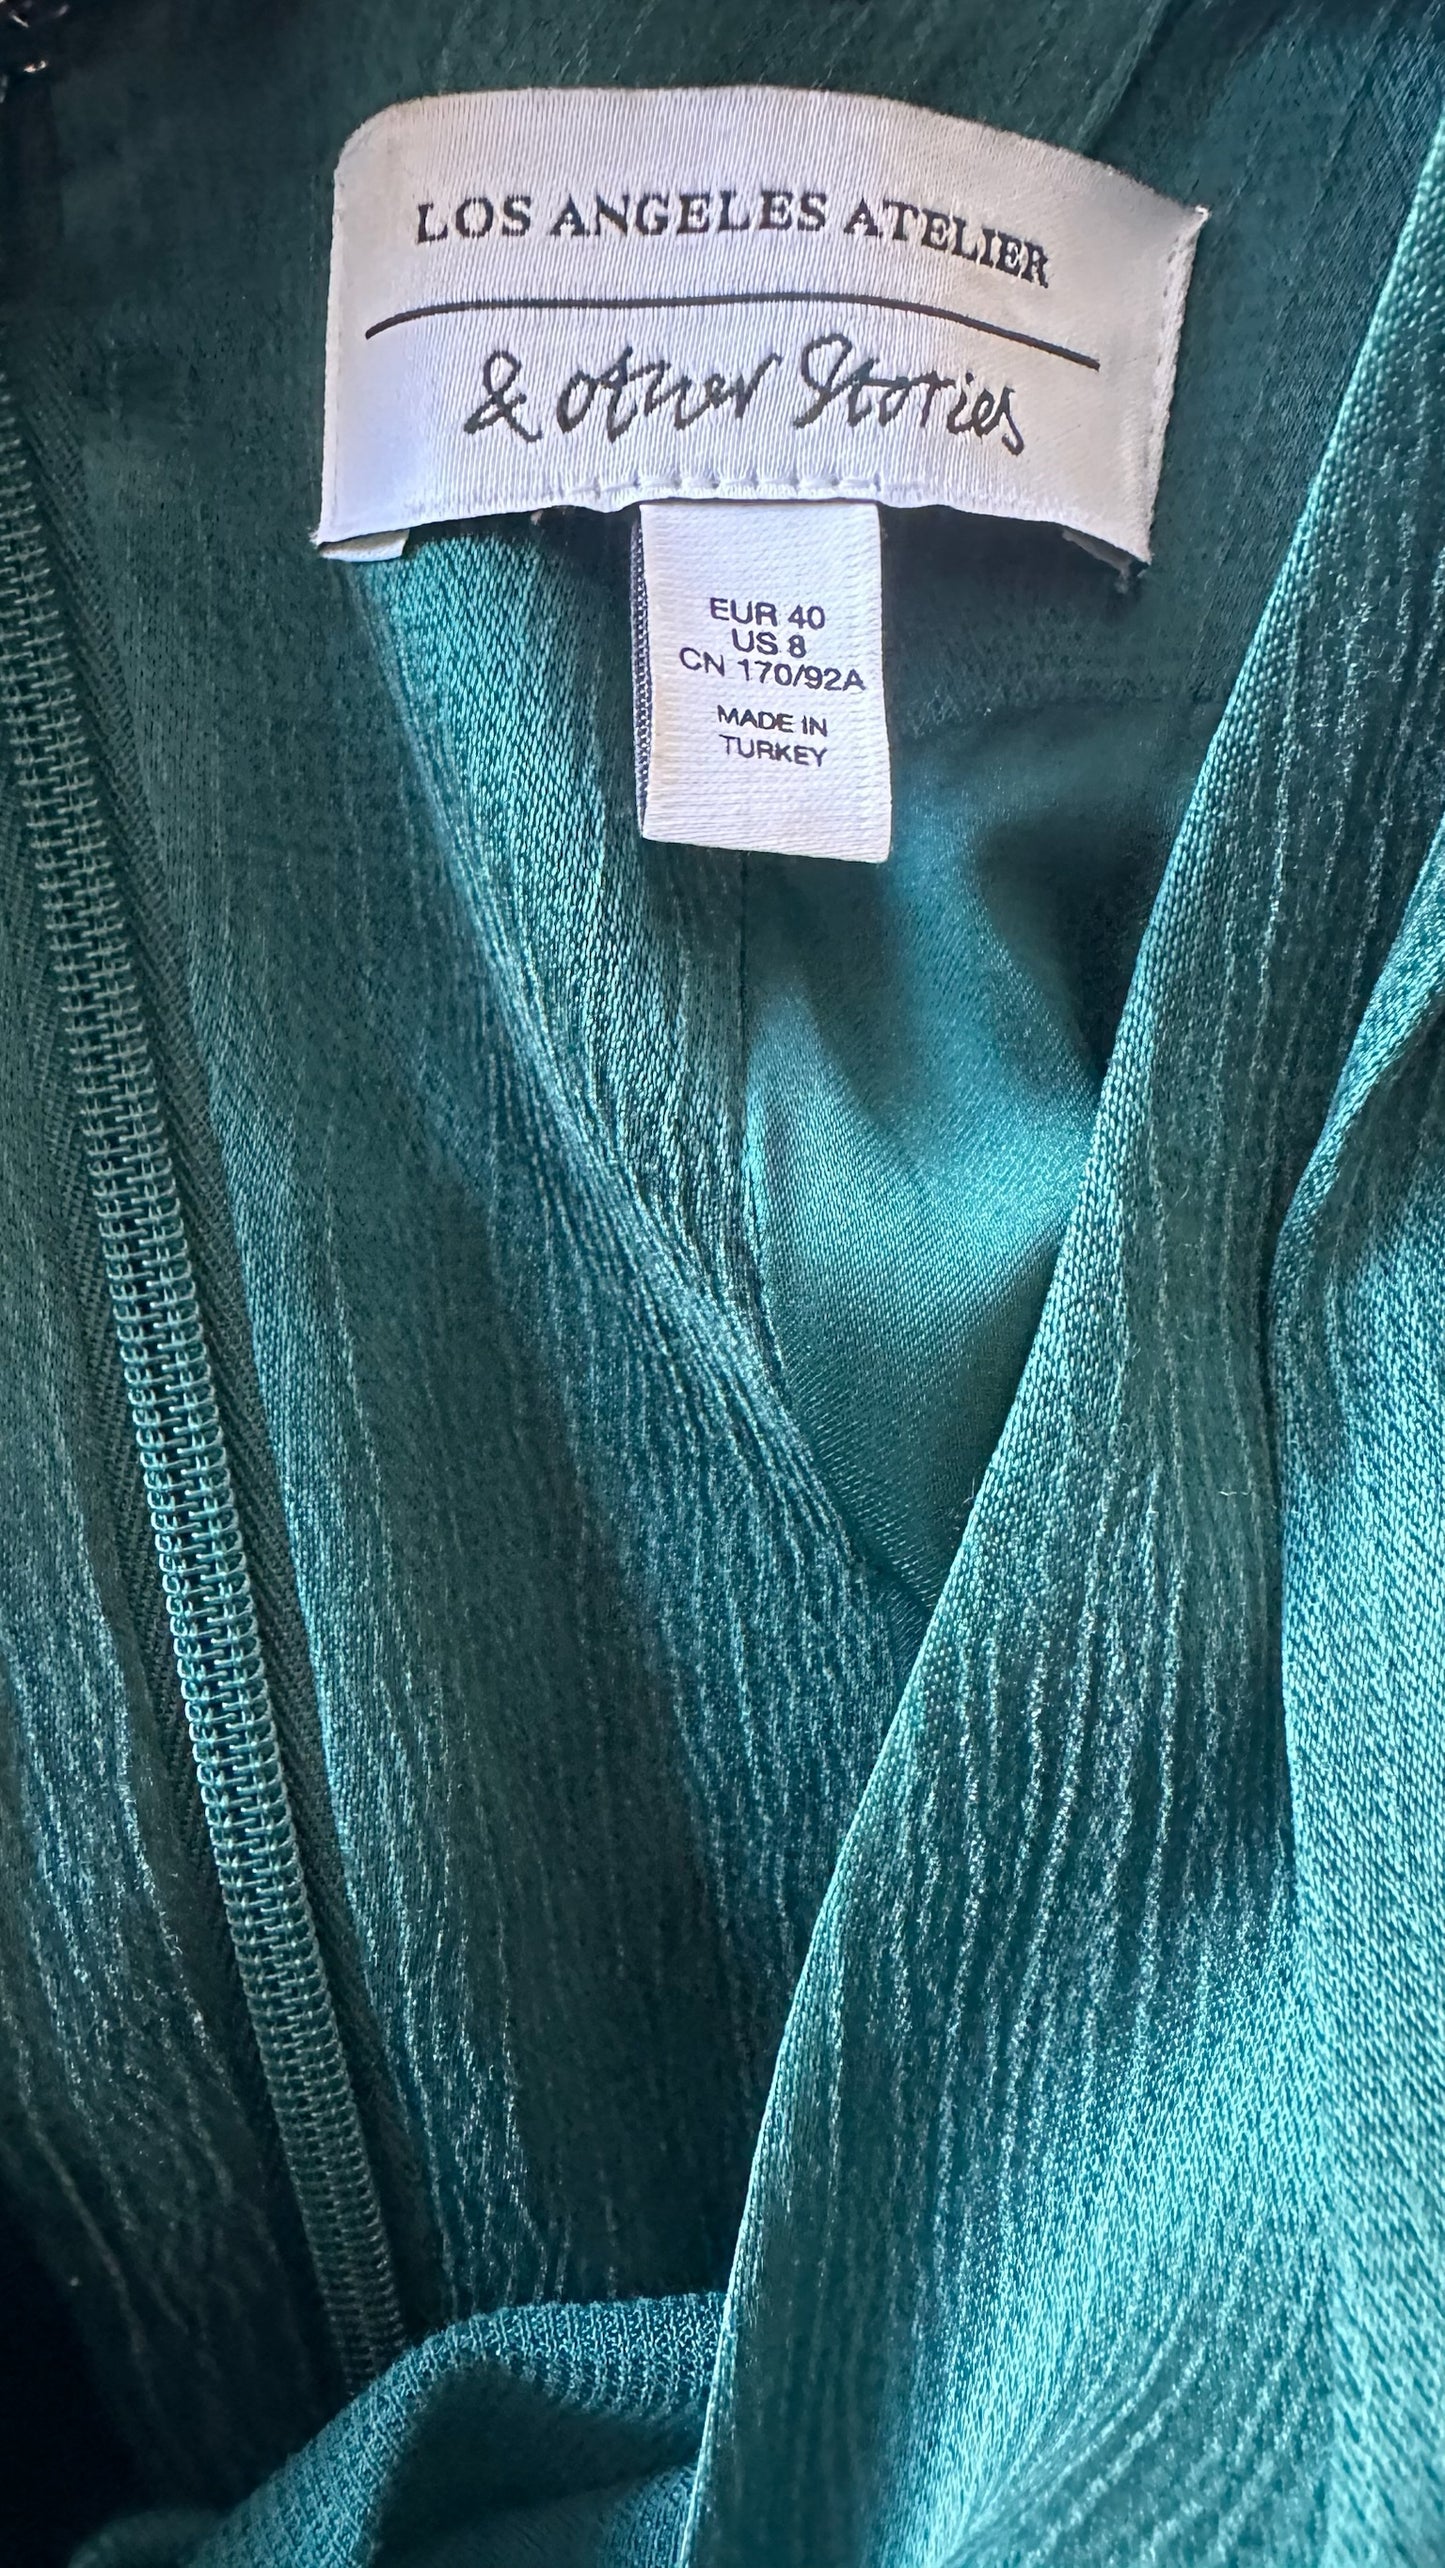 LOS ANGELES ATELIER
& other Stories
EUR 40
US 8
CN 170/92A
MADE IN
TURKEY